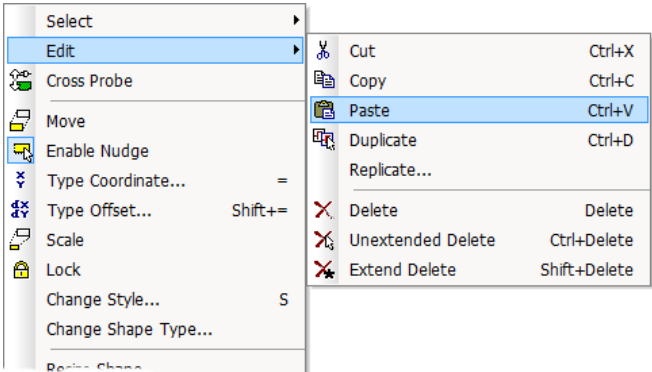 Select
Edit
Cross Probe
Move
Enable Nudge
Type Coordinate... =
Type Offset... Shift+=
Scale
Lock
Change Style... S
Change Shape Type...
Cut Ctrl+X
Copy Ctrl+C
Paste Ctrl+V
Duplicate Ctrl+D
Replicate...
Delete Delete
Unextended Delete Ctrl+Delete
Extend Delete Shift+Delete